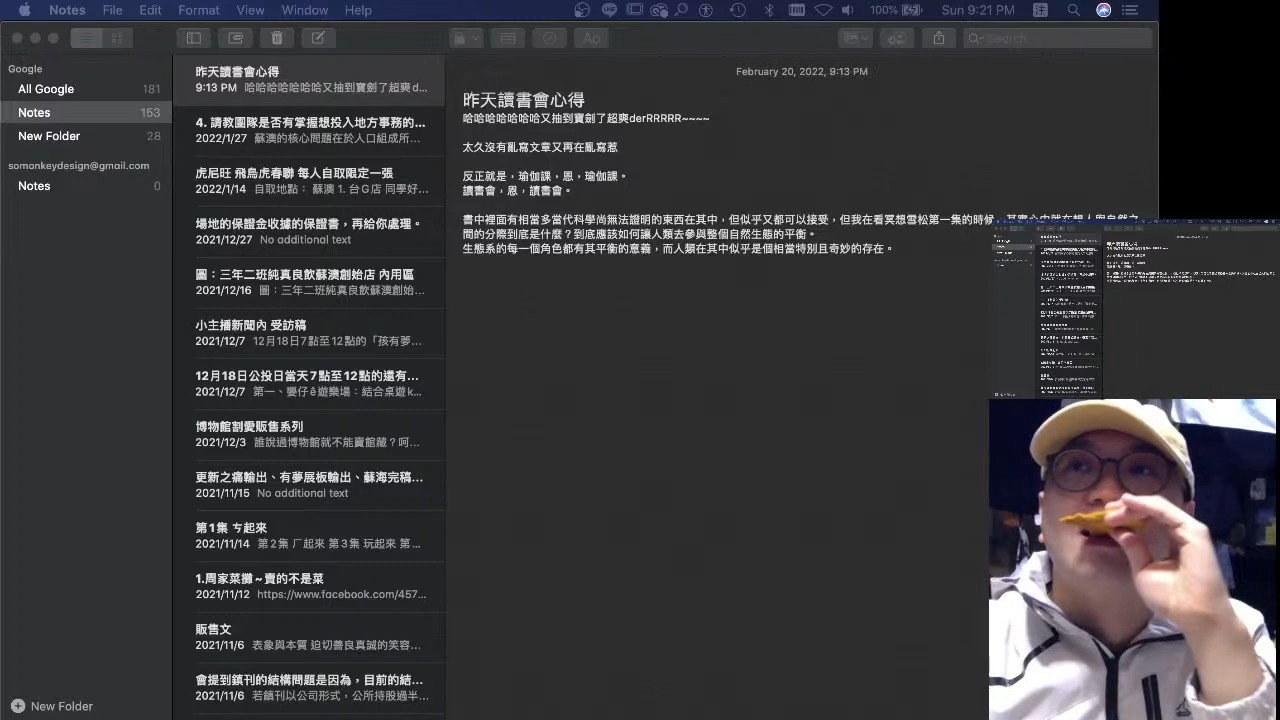 Notes File Edit Format View Window Help
100% Sun 9:21 PM
Aa
Search
Google
All Google 181
Notes 153
New Folder 28
somonkeydesign@gmail.com
Notes 0
New Folder
昨天讀書會心得
9:13 PM 哈哈哈哈哈哈哈又抽到寶劍了超爽d…
4. 請教團隊是否有掌握想投入地方事務的...
2022/1/27 蘇澳的核心問題在於人口組成所…
虎尼旺 飛鳥虎春聯 每人自取限定一張
2022/1/14 自取地點： 蘇澳 1. 台G店 同學好…
場地的保證金收據的保證書，再給你處理。
2021/12/27 No additional text
圖：三年二班純真民歌蘇澳創始店 內用區
2021/12/16 圖：三年二班純真民歌蘇澳創始…
小主播新聞內 受訪稿
2021/12/7 12月18日7點至12點的「孩有夢…
12月18日公投日當天7點至12點的還有...
2021/12/7 第一、嬰仔ê遊樂場：結合桌遊k…
博物館割愛販售系列
2021/12/3 誰說過博物館就不能賣館藏？呵…
更新之痛輸出、有夢展板輸出、蘇海完稿...
2021/11/15 No additional text
第1集 ㄘ起來
2021/11/14 第２集 ㄏ起來 第３集 玩起來 第…
1.周家菜攤~賣的不是菜
2021/11/12 https://www.facebook.com/457…
販售文
2021/11/6 表象與本質 迫切善良真誠的笑容…
會提到鎮刊的結構問題是因為，目前的結...
2021/11/6 若鎮刊以公司形式，公所持股過半…
February 20, 2022, 9:13 PM
昨天讀書會心得
哈哈哈哈哈哈哈又抽到寶劍了超爽derRRRRR~~~~
太久沒有亂寫文章又再在亂寫惹
反正就是，瑜伽課，恩，瑜伽課。
讀書會，恩，讀書會。
書中裡面有相當多當代科學尚無法證明的東西在其中，但似乎又都可以接受，但我在看冥想雪松第一集的時候，其實心中就在想人與自然之
間的分際到底是什麼？到底應該如何讓人類去參與整個自然生態的平衡。
生態系的每一個角色都有其平衡的意義，而人類在其中似乎是個相當特別且奇妙的存在。